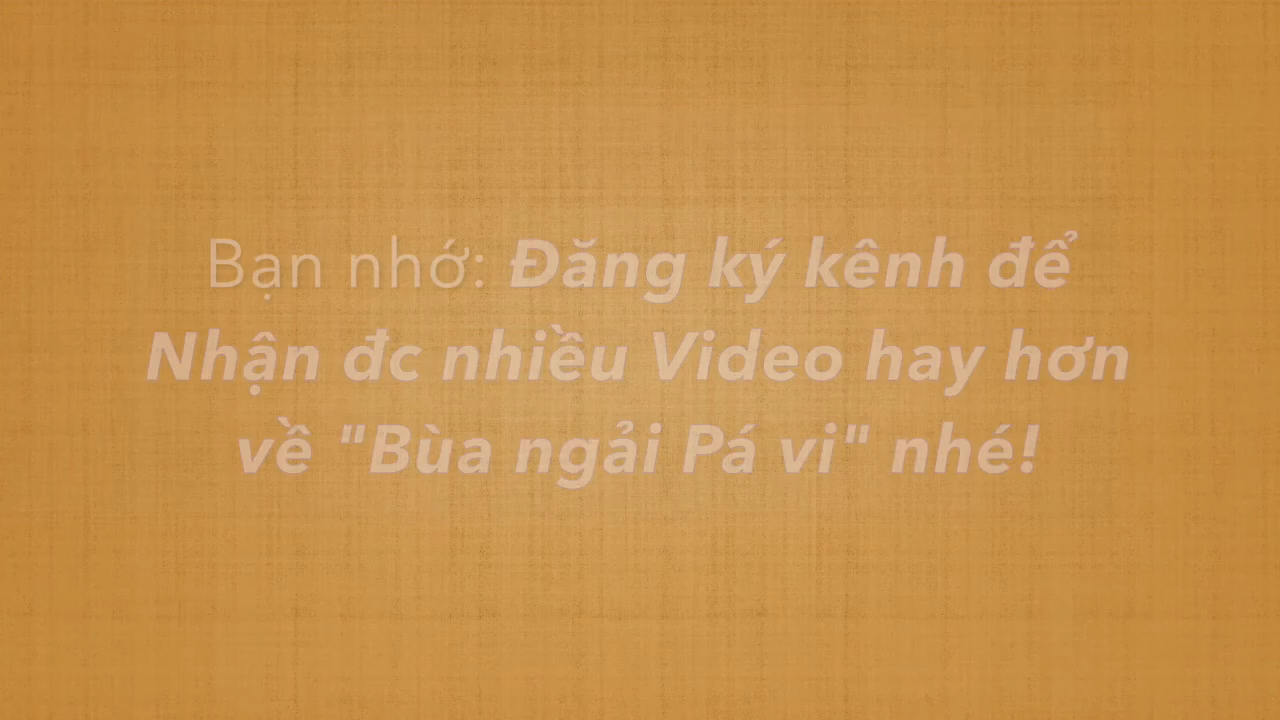 Bạn nhớ: Đăng ký kênh để
Nhận đc nhiều Video hay hơn
về "Bùa ngải Pá vi" nhé!